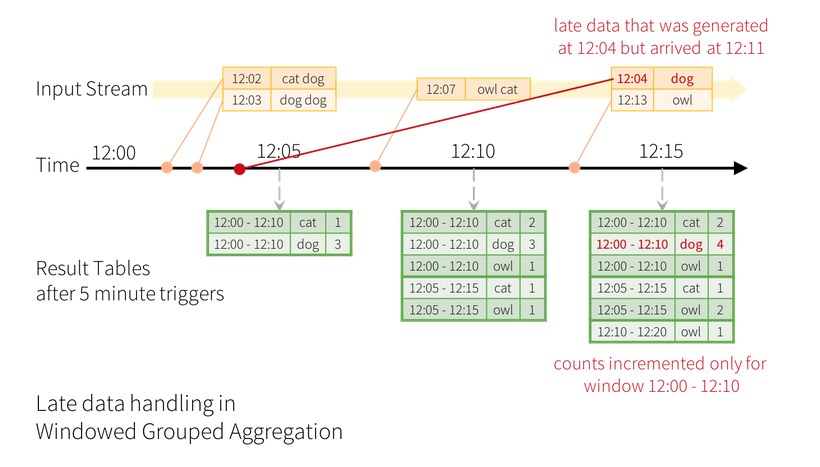 late data that was generated
at 12:04 but arrived at 12:11
Input Stream
12:02 cat dog
12:03 dog dog
12:07 owl cat
12:04 dog
12:13 owl
Time
12:00
12:05
12:10
12:15
Result Tables
after 5 minute triggers
12:00 - 12:10 cat 1
12:00 - 12:10 dog 3
12:00 - 12:10 cat 2
12:00 - 12:10 dog 3
12:00 - 12:10 owl 1
12:05 - 12:15 cat 1
12:05 - 12:15 owl 1
12:00 - 12:10 cat 2
12:00 - 12:10 dog 4
12:00 - 12:10 owl 1
12:05 - 12:15 cat 1
12:05 - 12:15 owl 2
12:10 - 12:20 owl 1
counts incremented only for
window 12:00 - 12:10
Late data handling in
Windowed Grouped Aggregation